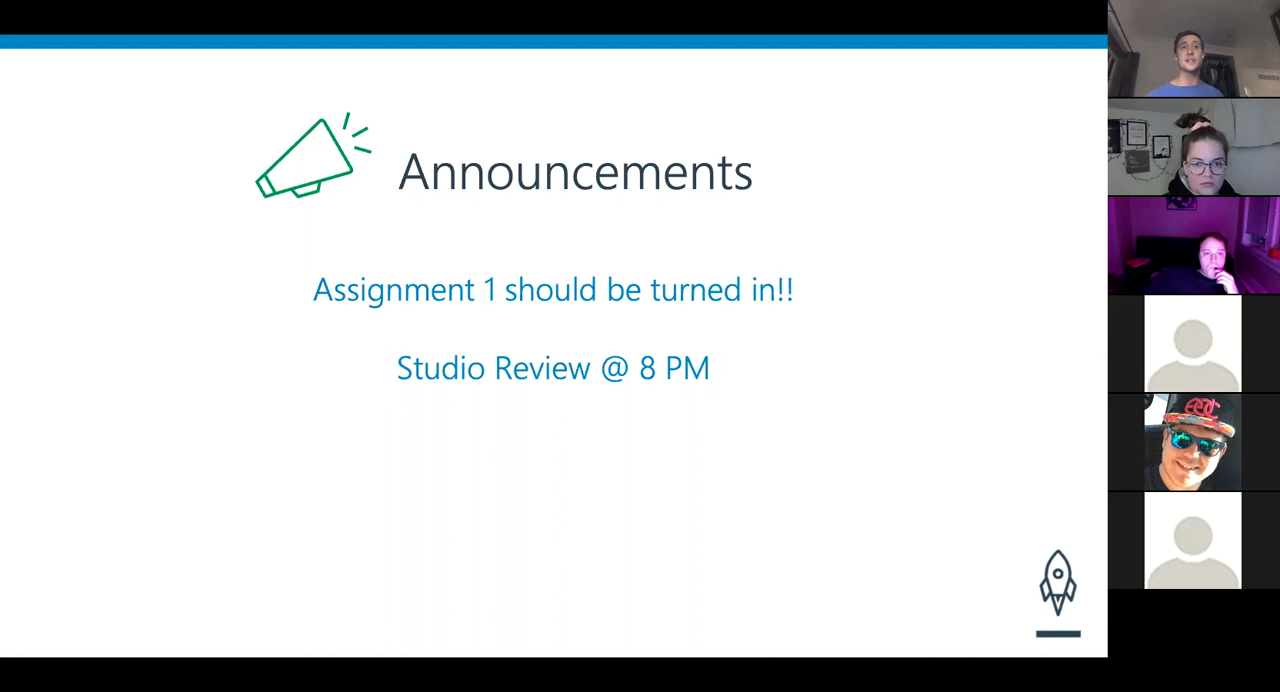 Announcements
Assignment 1 should be turned in!!
Studio Review @ 8 PM